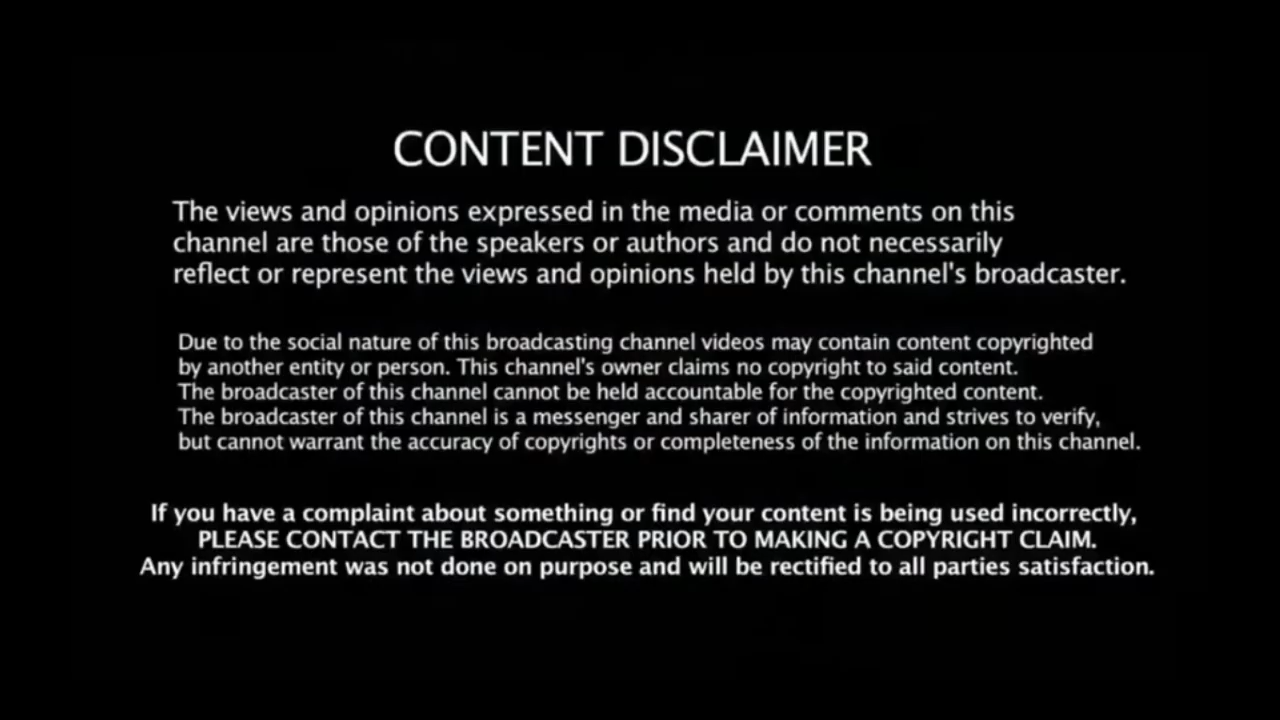 CONTENT DISCLAIMER
The views and opinions expressed in the media or comments on this
channel are those of the speakers or authors and do not necessarily
reflect or represent the views and opinions held by this channel's broadcaster.
Due to the social nature of this broadcasting channel videos may contain content copyrighted
by another entity or person. This channel's owner claims no copyright to said content.
The broadcaster of this channel cannot be held accountable for the copyrighted content.
The broadcaster of this channel is a messenger and sharer of information and strives to verify,
but cannot warrant the accuracy of copyrights or completeness of the information on this channel.
If you have a complaint about something or find your content is being used incorrectly,
PLEASE CONTACT THE BROADCASTER PRIOR TO MAKING A COPYRIGHT CLAIM.
Any infringement was not done on purpose and will be rectified to all parties satisfaction.